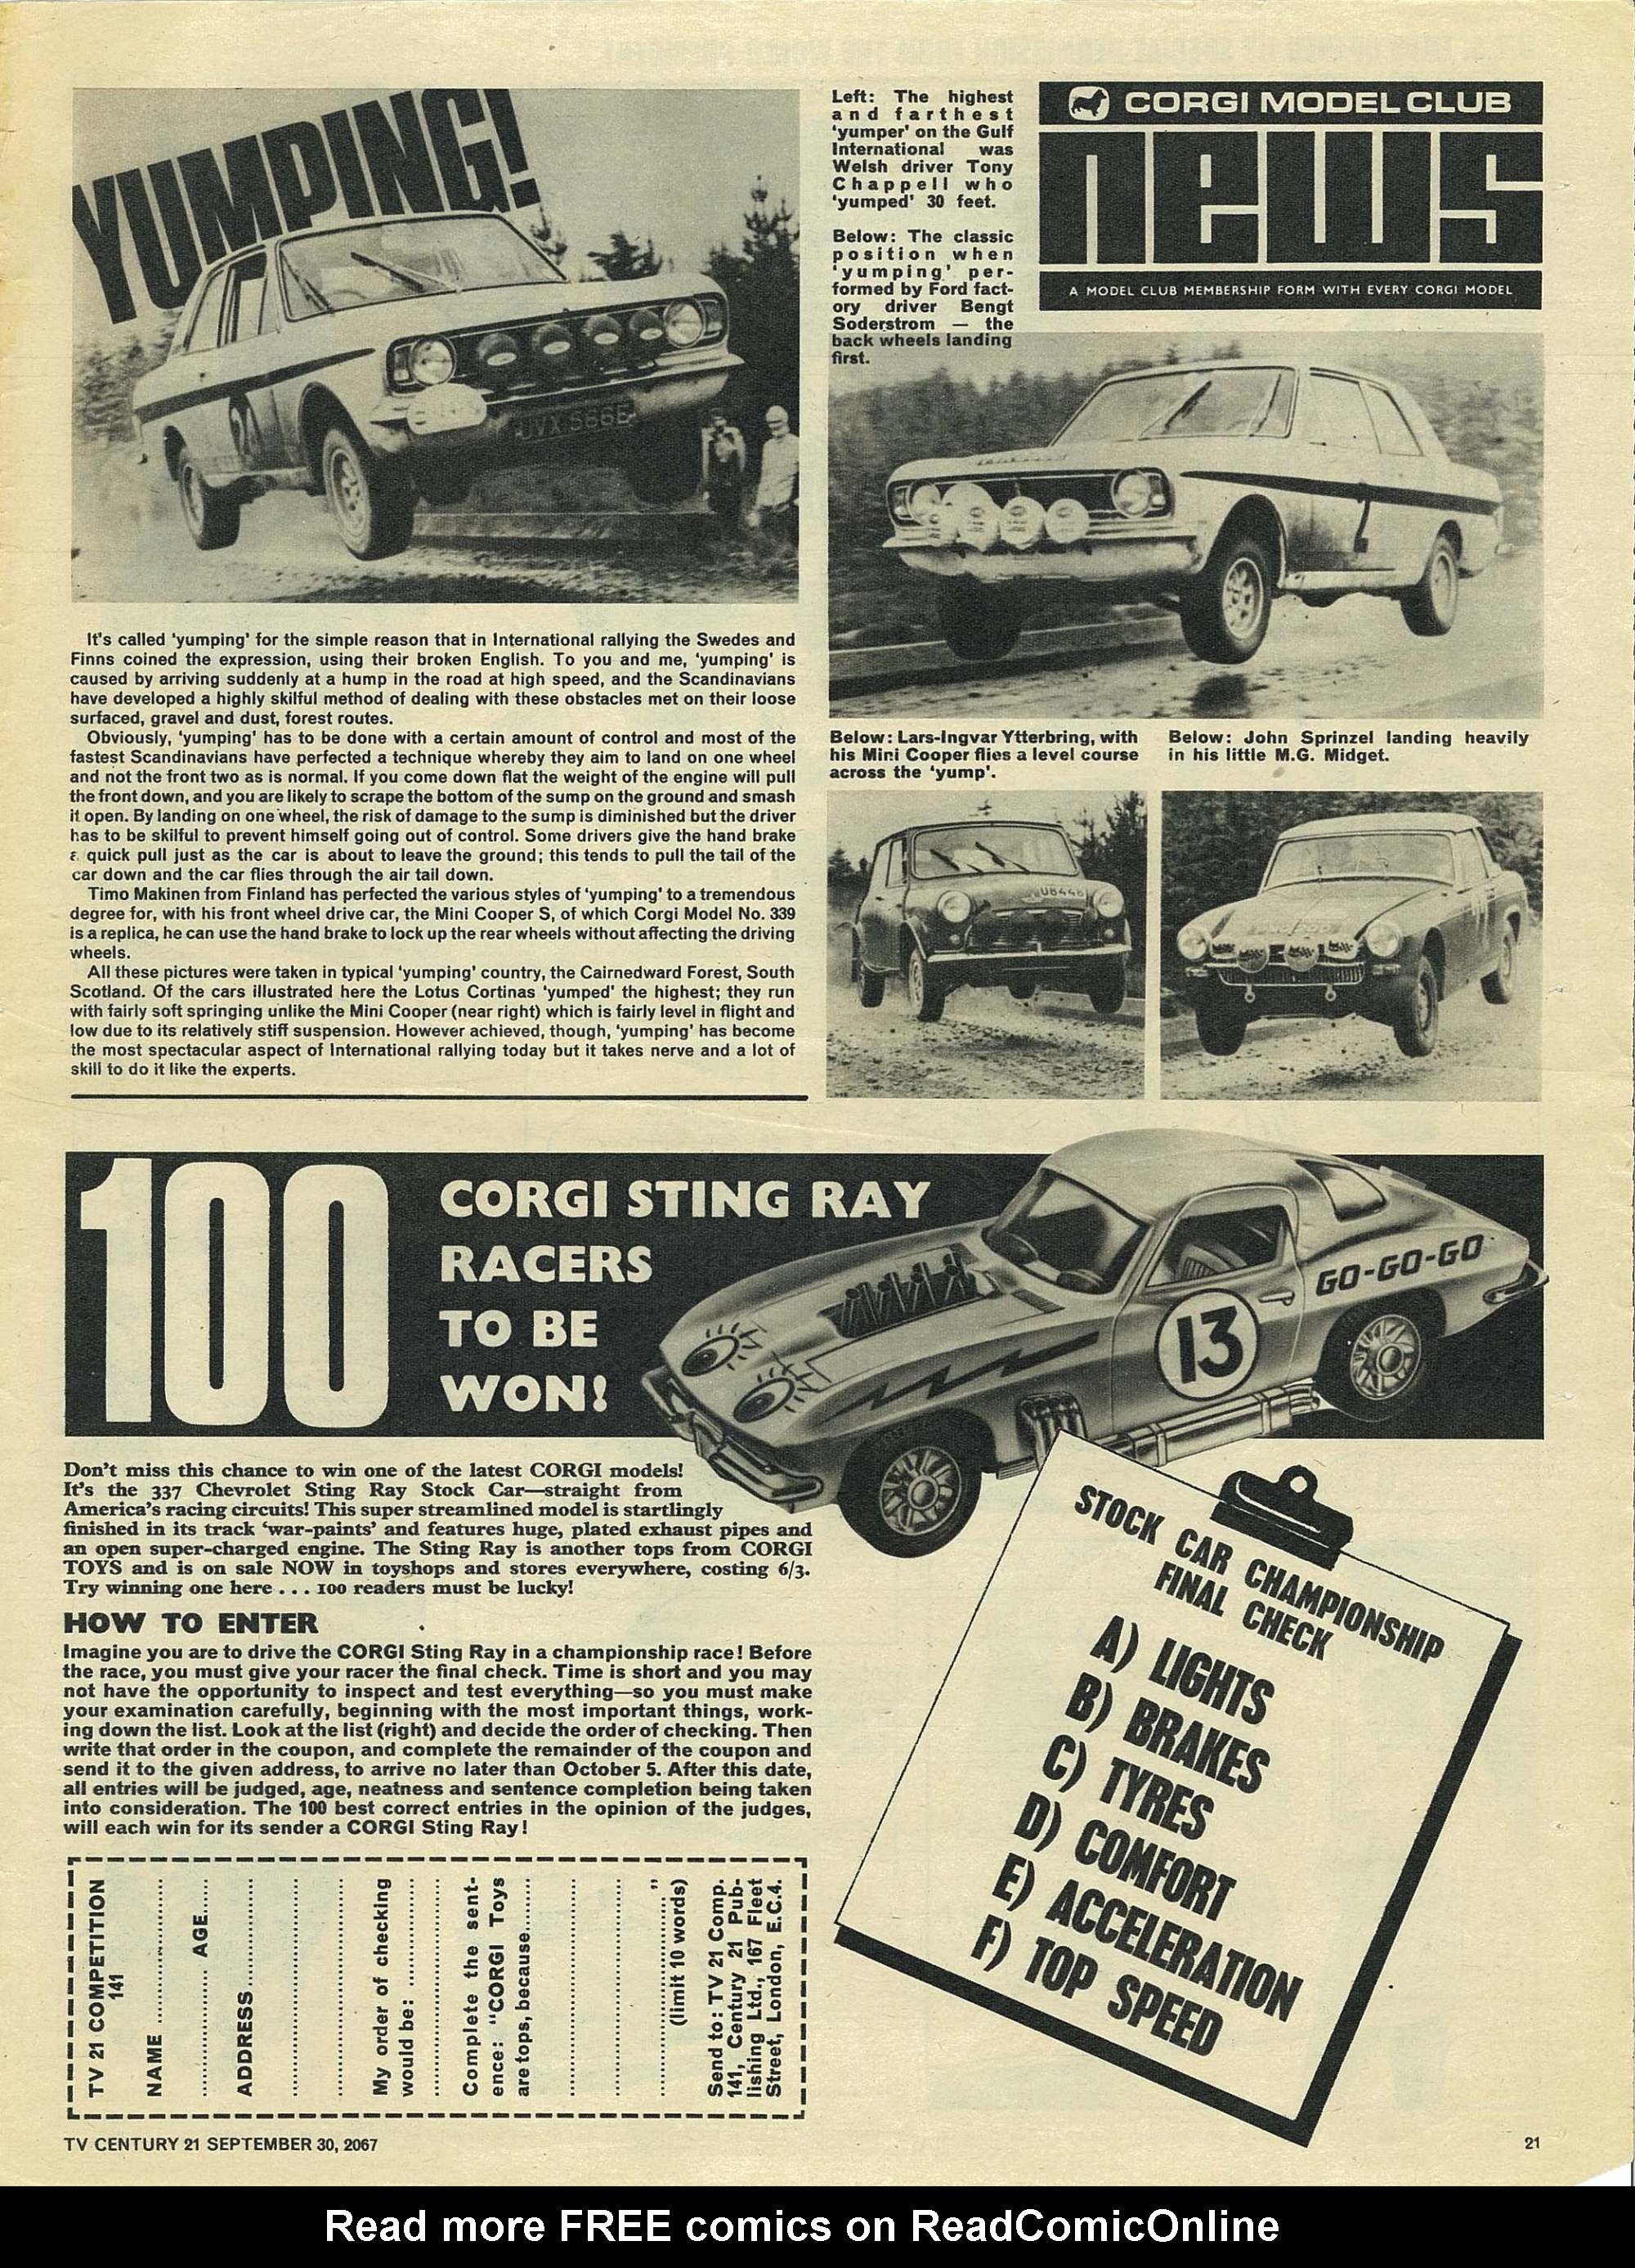 YUMPING!
Left: The highest
and farthest
'yumper' on the Gulf
International was
Welsh driver Tony
Chappell who
'yumped' 30 feet.
Below: The classic
position when
'yumping' per-
formed by Ford fact-
ory driver Bengt
Soderstrom — the
back wheels landing
first.
CORGI MODEL CLUB
news
A MODEL CLUB MEMBERSHIP FORM WITH EVERY CORGI MODEL
24
UVX 566E
It's called 'yumping' for the simple reason that in International rallying the Swedes and
Finns coined the expression, using their broken English. To you and me, 'yumping' is
caused by arriving suddenly at a hump in the road at high speed, and the Scandinavians
have developed a highly skilful method of dealing with these obstacles met on their loose
surfaced, gravel and dust, forest routes.
Obviously, 'yumping' has to be done with a certain amount of control and most of the
fastest Scandinavians have perfected a technique whereby they aim to land on one wheel
and not the front two as is normal. If you come down flat the weight of the engine will pull
the front down, and you are likely to scrape the bottom of the sump on the ground and smash
it open. By landing on one wheel, the risk of damage to the sump is diminished but the driver
has to be skilful to prevent himself going out of control. Some drivers give the hand brake
a quick pull just as the car is about to leave the ground; this tends to pull the tail of the
car down and the car flies through the air tail down.
Timo Makinen from Finland has perfected the various styles of 'yumping' to a tremendous
degree for, with his front wheel drive car, the Mini Cooper S, of which Corgi Model No. 339
is a replica, he can use the hand brake to lock up the rear wheels without affecting the driving
wheels.
All these pictures were taken in typical 'yumping' country, the Cairnedward Forest, South
Scotland. Of the cars illustrated here the Lotus Cortinas 'yumped' the highest; they run
with fairly soft springing unlike the Mini Cooper (near right) which is fairly level in flight and
low due to its relatively stiff suspension. However achieved, though, 'yumping' has become
the most spectacular aspect of International rallying today but it takes nerve and a lot of
skill to do it like the experts.
Below: Lars-Ingvar Ytterbring, with
his Mini Cooper flies a level course
across the 'yump'.
Below: John Sprinzel landing heavily
in his little M.G. Midget.
100
CORGI STING RAY
RACERS
TO BE
WON!
GO-GO-GO
13
Don't miss this chance to win one of the latest CORGI models!
It's the 337 Chevrolet Sting Ray Stock Car—straight from
America's racing circuits! This super streamlined model is startlingly
finished in its track 'war-paints' and features huge, plated exhaust pipes and
an open super-charged engine. The Sting Ray is another tops from CORGI
TOYS and is on sale NOW in toyshops and stores everywhere, costing 6/3.
Try winning one here . . . 100 readers must be lucky!
HOW TO ENTER
Imagine you are to drive the CORGI Sting Ray in a championship race! Before
the race, you must give your racer the final check. Time is short and you may
not have the opportunity to inspect and test everything—so you must make
your examination carefully, beginning with the most important things, work-
ing down the list. Look at the list (right) and decide the order of checking. Then
write that order in the coupon, and complete the remainder of the coupon and
send it to the given address, to arrive no later than October 5. After this date,
all entries will be judged, age, neatness and sentence completion being taken
into consideration. The 100 best correct entries in the opinion of the judges,
will each win for its sender a CORGI Sting Ray!
STOCK CAR CHAMPIONSHIP
FINAL CHECK
A) LIGHTS
B) BRAKES
C) TYRES
D) COMFORT
E) ACCELERATION
F) TOP SPEED
TV 21 COMPETITION
141
NAME
AGE
ADDRESS
My order of checking
would be:
Complete the sent-
ence: "CORGI Toys
are tops, because
"
(limit 10 words)
Send to: TV 21 Comp.
141, Century 21 Pub-
lishing Ltd., 167 Fleet
Street, London, E.C.4.
TV CENTURY 21 SEPTEMBER 30, 2067
21
Read more FREE comics on ReadComicOnline